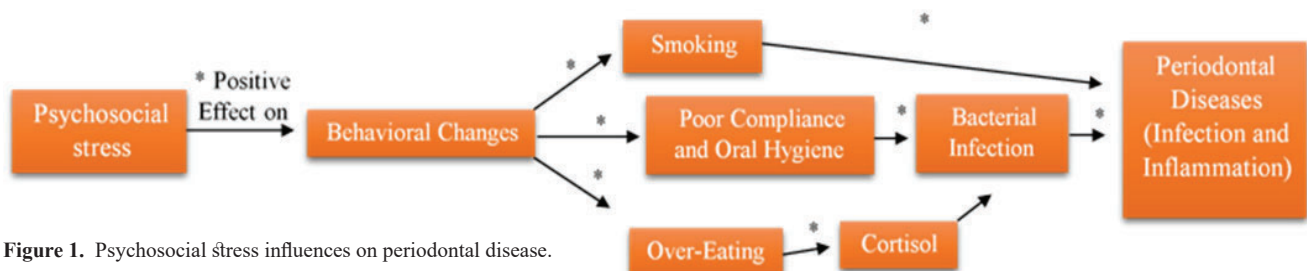 Psychosocial
stress
* Positive
Effect on
Behavioral Changes
*
Smoking
*
*
Poor Compliance
and Oral Hygiene
*
Bacterial
Infection
*
*
Over-Eating
*
Cortisol
Periodontal
Diseases
(Infection and
Inflammation)
Figure 1. Psychosocial stress influences on periodontal disease.